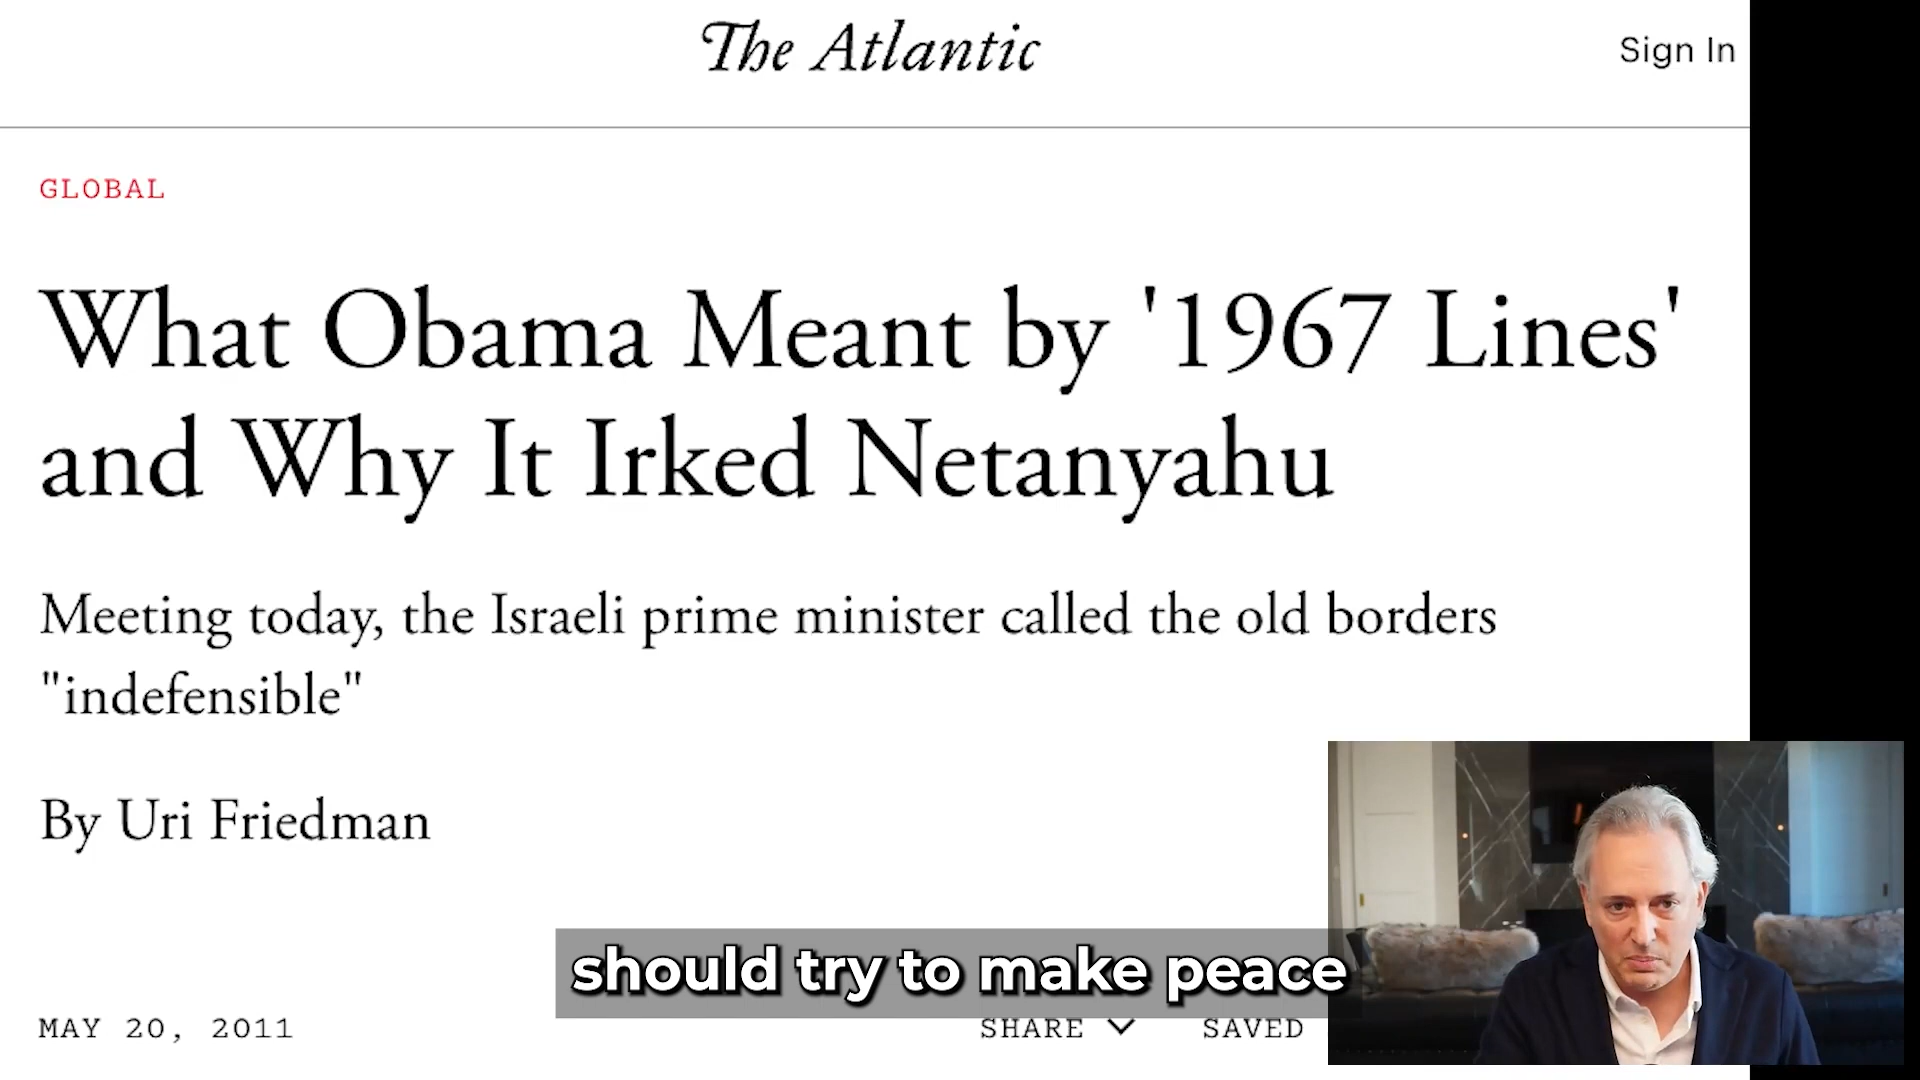 The Atlantic
Sign In
GLOBAL
What Obama Meant by '1967 Lines'
and Why It Irked Netanyahu
Meeting today, the Israeli prime minister called the old borders
"indefensible"
By Uri Friedman
should try to make peace
MAY 20, 2011
SHARE
SAVED